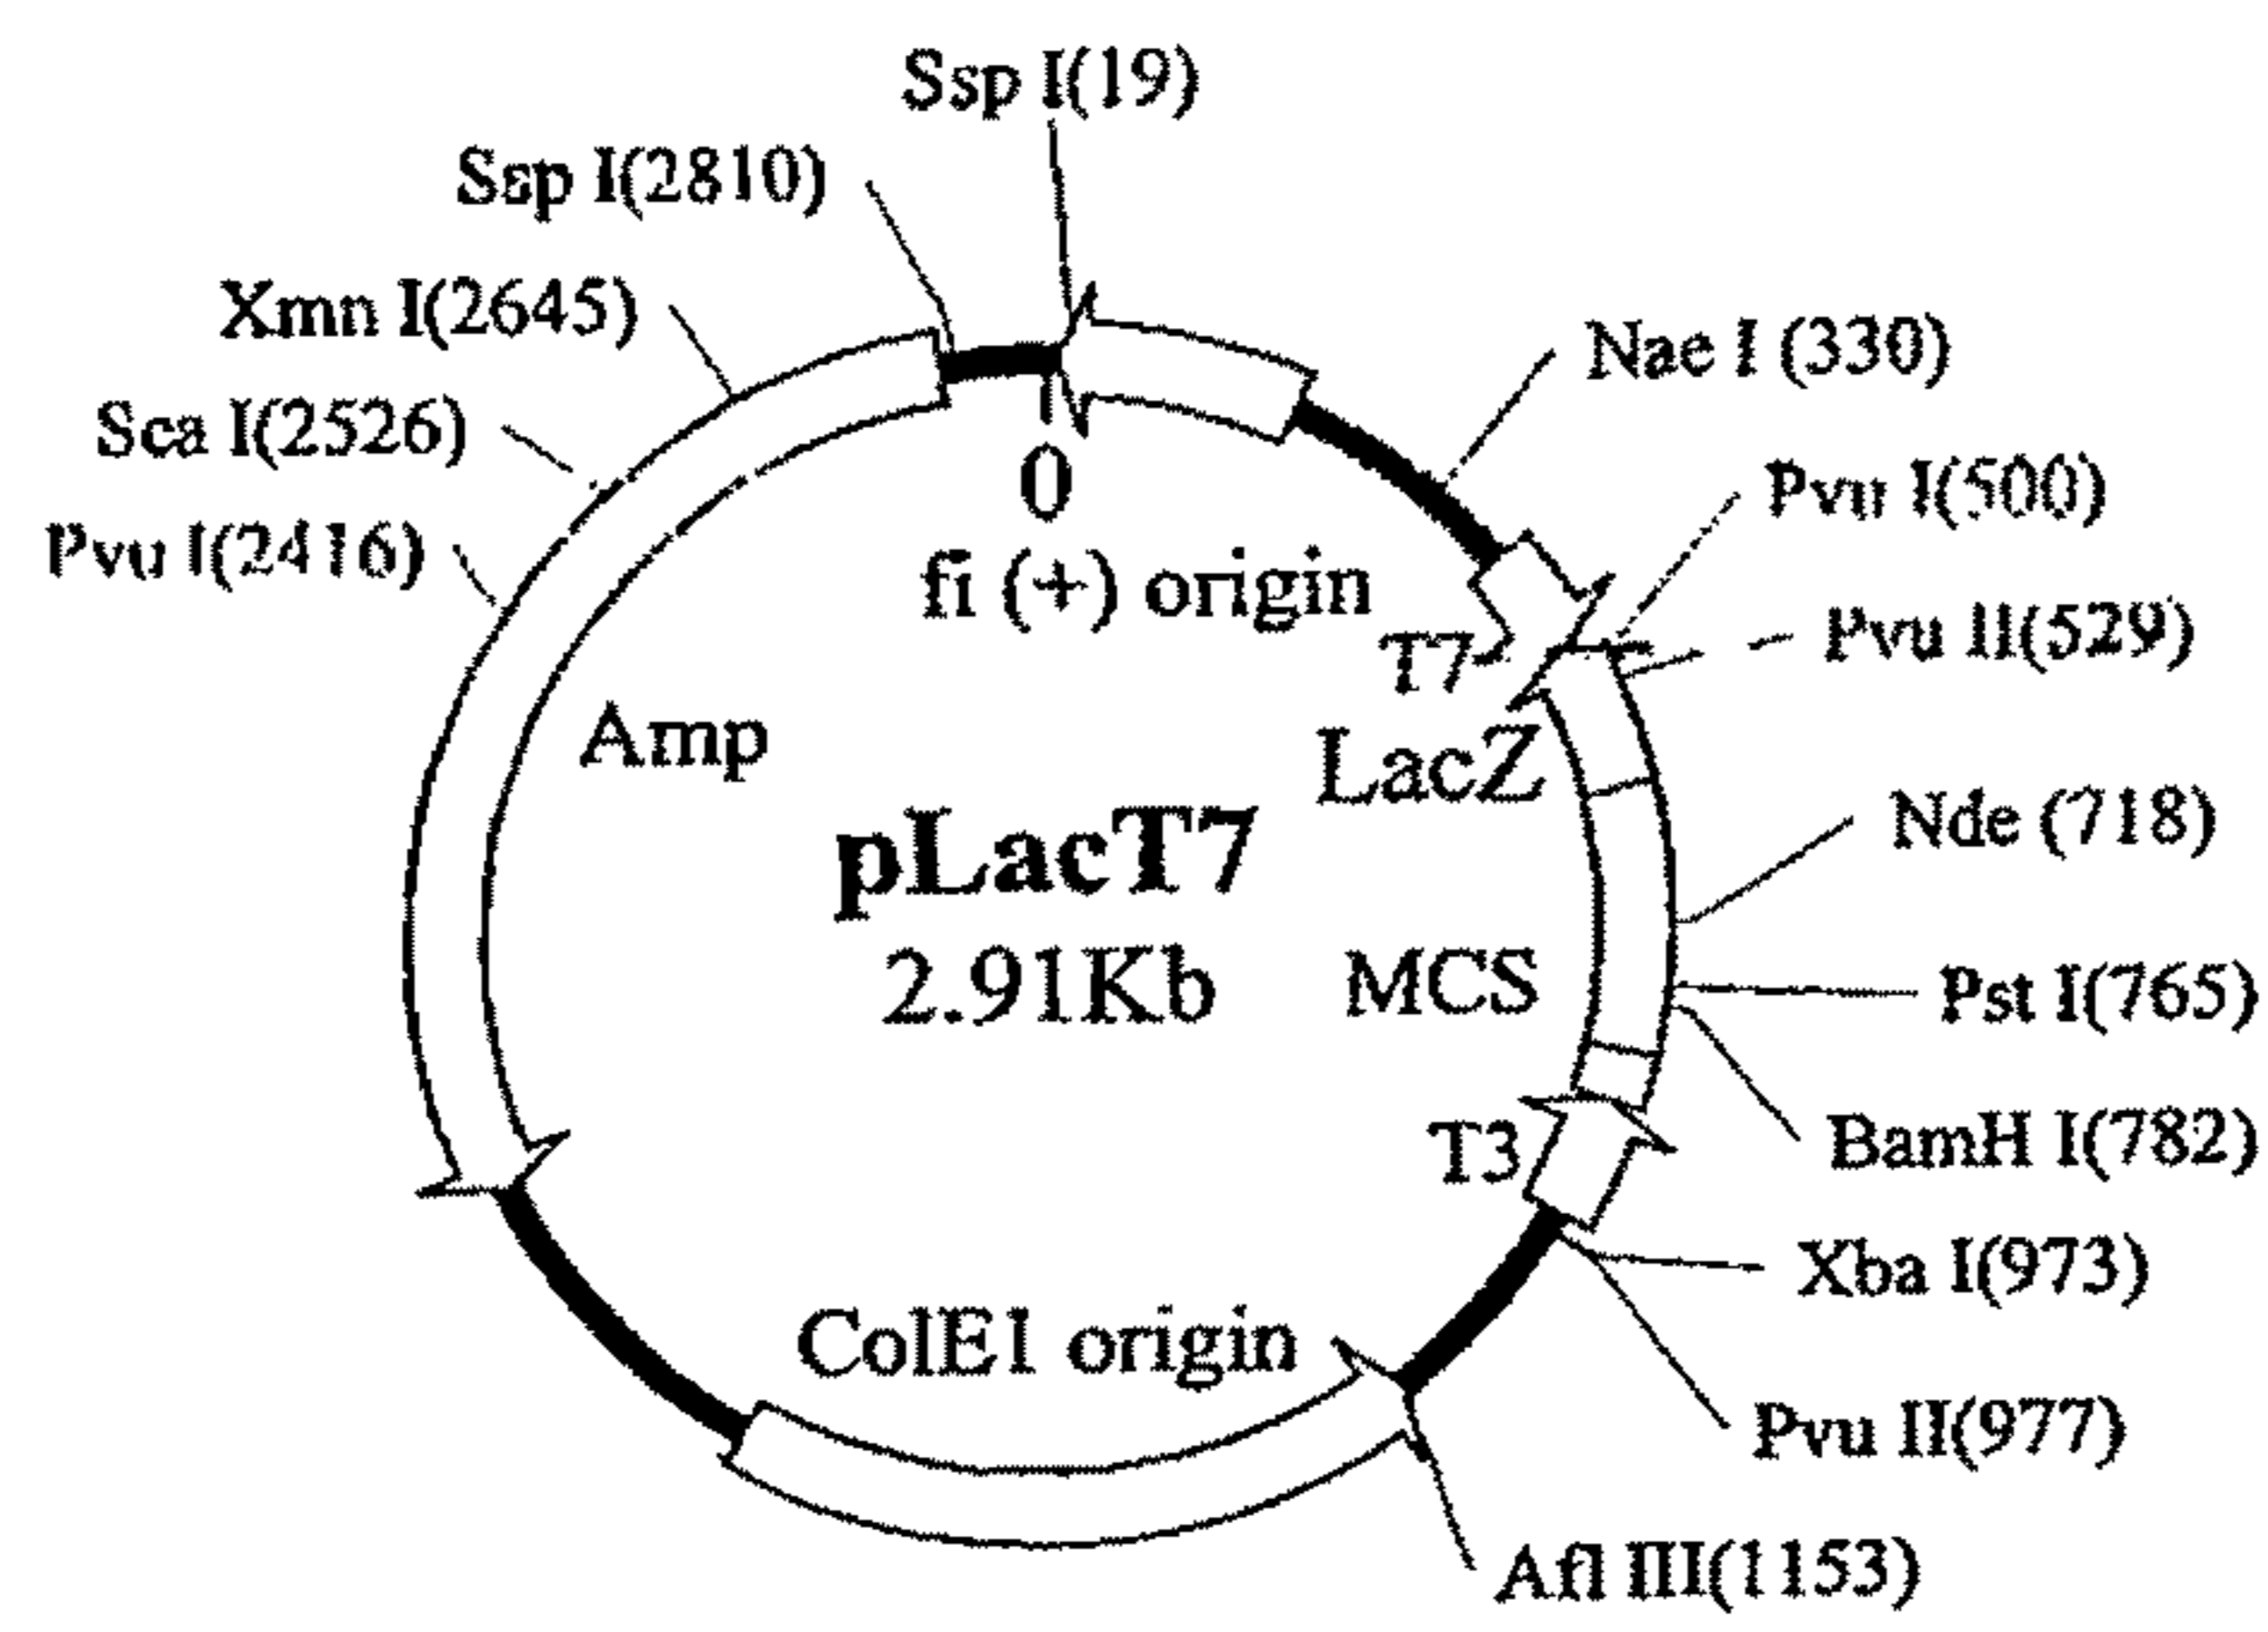 Ssp I(19)
Ssp I(2810)
Xmn I(2645)
Sca I(2526)
Pvu I(2416)
Nae I (330)
Pvu I(500)
Pvu II(529)
Nde (718)
Pst I(765)
BamH I(782)
Xba I(973)
Pvu II(977)
Afl III(1153)
0
fi (+) origin
T7
LacZ
Amp
pLacT7
2.91Kb
MCS
T3
ColE1 origin